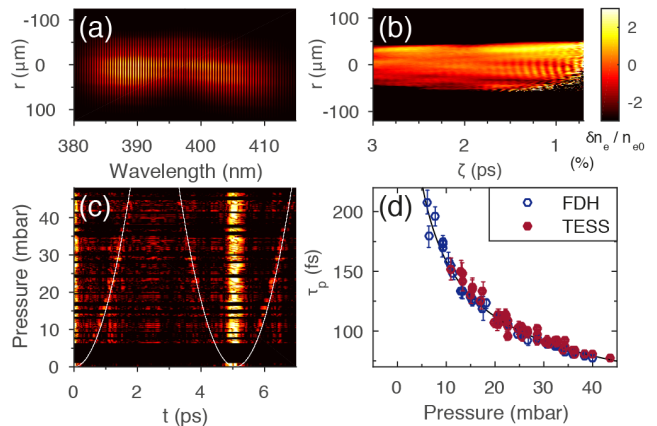 (a)
r (μm)
-100
0
100
380
390
400
410
Wavelength (nm)
(b)
r (μm)
-100
0
100
3
2
1
ζ (ps)
2
0
-2
δn_e / n_e0
(%)
(c)
Pressure (mbar)
40
30
20
10
0
0
2
4
6
t (ps)
(d)
FDH
TESS
τ_p (fs)
200
150
100
0
10
20
30
40
Pressure (mbar)